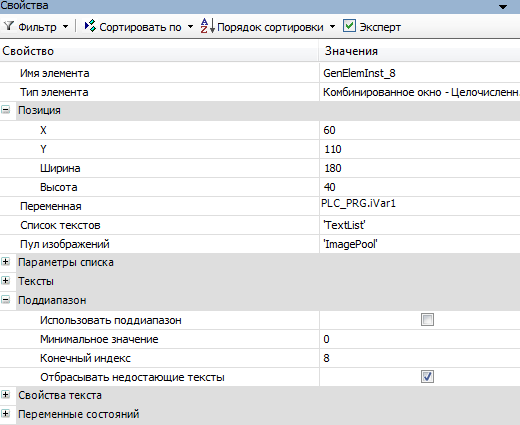 Свойства
Фильтр Сортировать по Порядок сортировки Эксперт
Свойство Значения
Имя элемента GenElemInst_8
Тип элемента Комбинированное окно - Целочисленн.
Позиция
X 60
Y 110
Ширина 180
Высота 40
Переменная PLC_PRG.iVar1
Список текстов 'TextList'
Пул изображений 'ImagePool'
Параметры списка
Тексты
Поддиапазон
Использовать поддиапазон
Минимальное значение 0
Конечный индекс 8
Отбрасывать недостающие тексты
Свойства текста
Переменные состояний